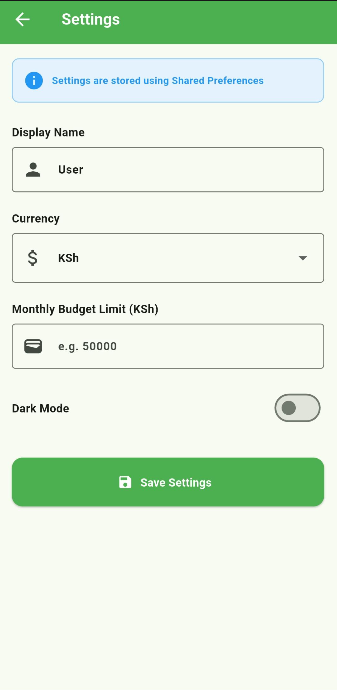 Settings
Settings are stored using Shared Preferences
Display Name
User
Currency
KSh
Monthly Budget Limit (KSh)
e.g. 50000
Dark Mode
Save Settings